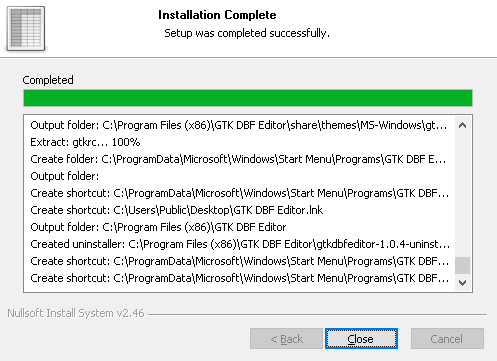 Installation Complete
Setup was completed successfully.
Completed
Output folder: C:\Program Files (x86)\GTK DBF Editor\share\themes\MS-Windows\gt...
Extract: gtkrc... 100%
Create folder: C:\ProgramData\Microsoft\Windows\Start Menu\Programs\GTK DBF E...
Output folder:
Create shortcut: C:\ProgramData\Microsoft\Windows\Start Menu\Programs\GTK DBF...
Create shortcut: C:\Users\Public\Desktop\GTK DBF Editor.lnk
Output folder: C:\Program Files (x86)\GTK DBF Editor
Created uninstaller: C:\Program Files (x86)\GTK DBF Editor\gtkdbfeditor-1.0.4-uninst...
Create shortcut: C:\ProgramData\Microsoft\Windows\Start Menu\Programs\GTK DBF...
Create shortcut: C:\ProgramData\Microsoft\Windows\Start Menu\Programs\GTK DBF...
Nullsoft Install System v2.46
< Back
Close
Cancel